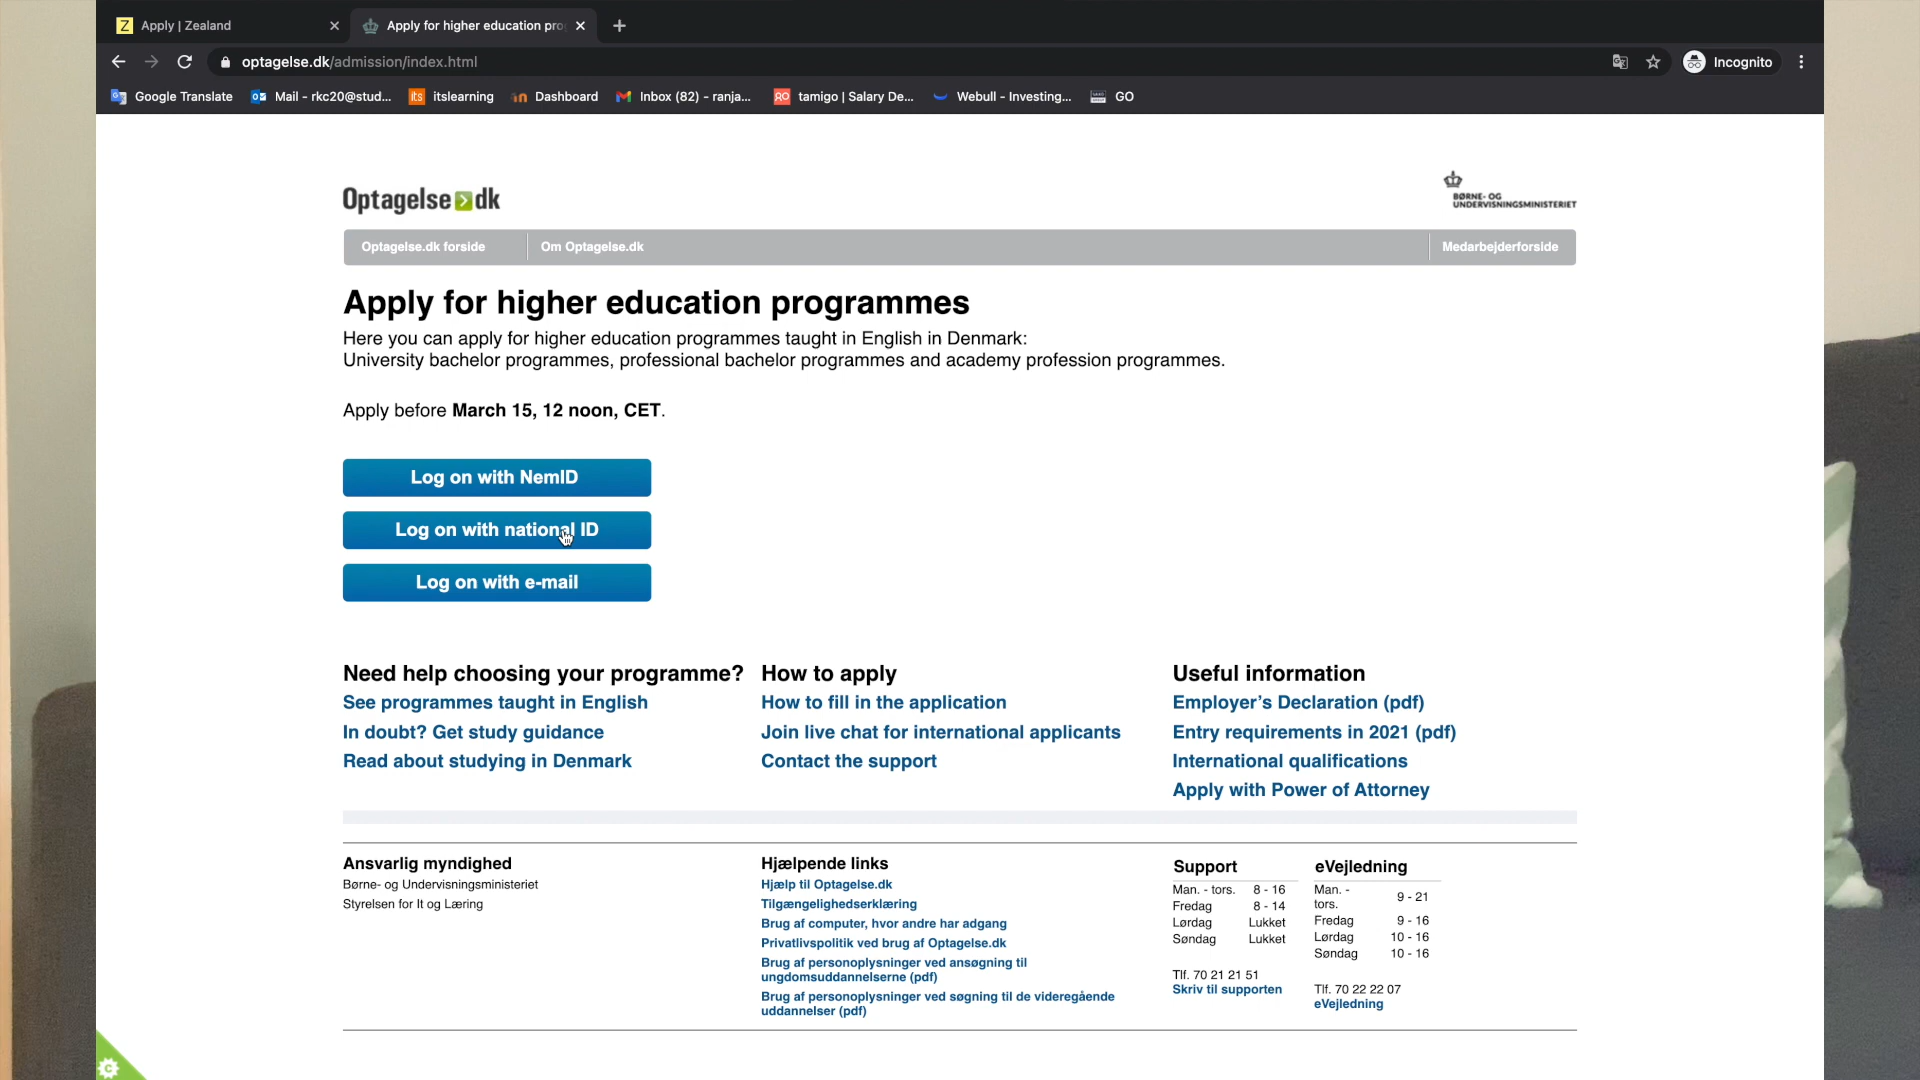 Apply | Zealand
Apply for higher education pro
optagelse.dk/admission/index.html
Incognito
Google Translate
Mail - rkc20@stud...
itslearning
Dashboard
Inbox (82) - ranja...
tamigo | Salary De...
Webull - Investing...
GO
Optagelse dk
BØRNE- OG
UNDERVISNINGSMINISTERIET
Optagelse.dk forside
Om Optagelse.dk
Medarbejderforside
Apply for higher education programmes
Here you can apply for higher education programmes taught in English in Denmark:
University bachelor programmes, professional bachelor programmes and academy profession programmes.
Apply before March 15, 12 noon, CET.
Log on with NemID
Log on with national ID
Log on with e-mail
Need help choosing your programme?
See programmes taught in English
In doubt? Get study guidance
Read about studying in Denmark
How to apply
How to fill in the application
Join live chat for international applicants
Contact the support
Useful information
Employer's Declaration (pdf)
Entry requirements in 2021 (pdf)
International qualifications
Apply with Power of Attorney
Ansvarlig myndighed
Børne- og Undervisningsministeriet
Styrelsen for It og Læring
Hjælpende links
Hjælp til Optagelse.dk
Tilgængelighedserklæring
Brug af computer, hvor andre har adgang
Privatlivspolitik ved brug af Optagelse.dk
Brug af personoplysninger ved ansøgning til
ungdomsuddannelserne (pdf)
Brug af personoplysninger ved søgning til de videregående
uddannelser (pdf)
Support
Man. - tors. 8 - 16
Fredag 8 - 14
Lørdag Lukket
Søndag Lukket
Tlf. 70 21 21 51
Skriv til supporten
eVejledning
Man. -
tors. 9 - 21
Fredag 9 - 16
Lørdag 10 - 16
Søndag 10 - 16
Tlf. 70 22 22 07
eVejledning